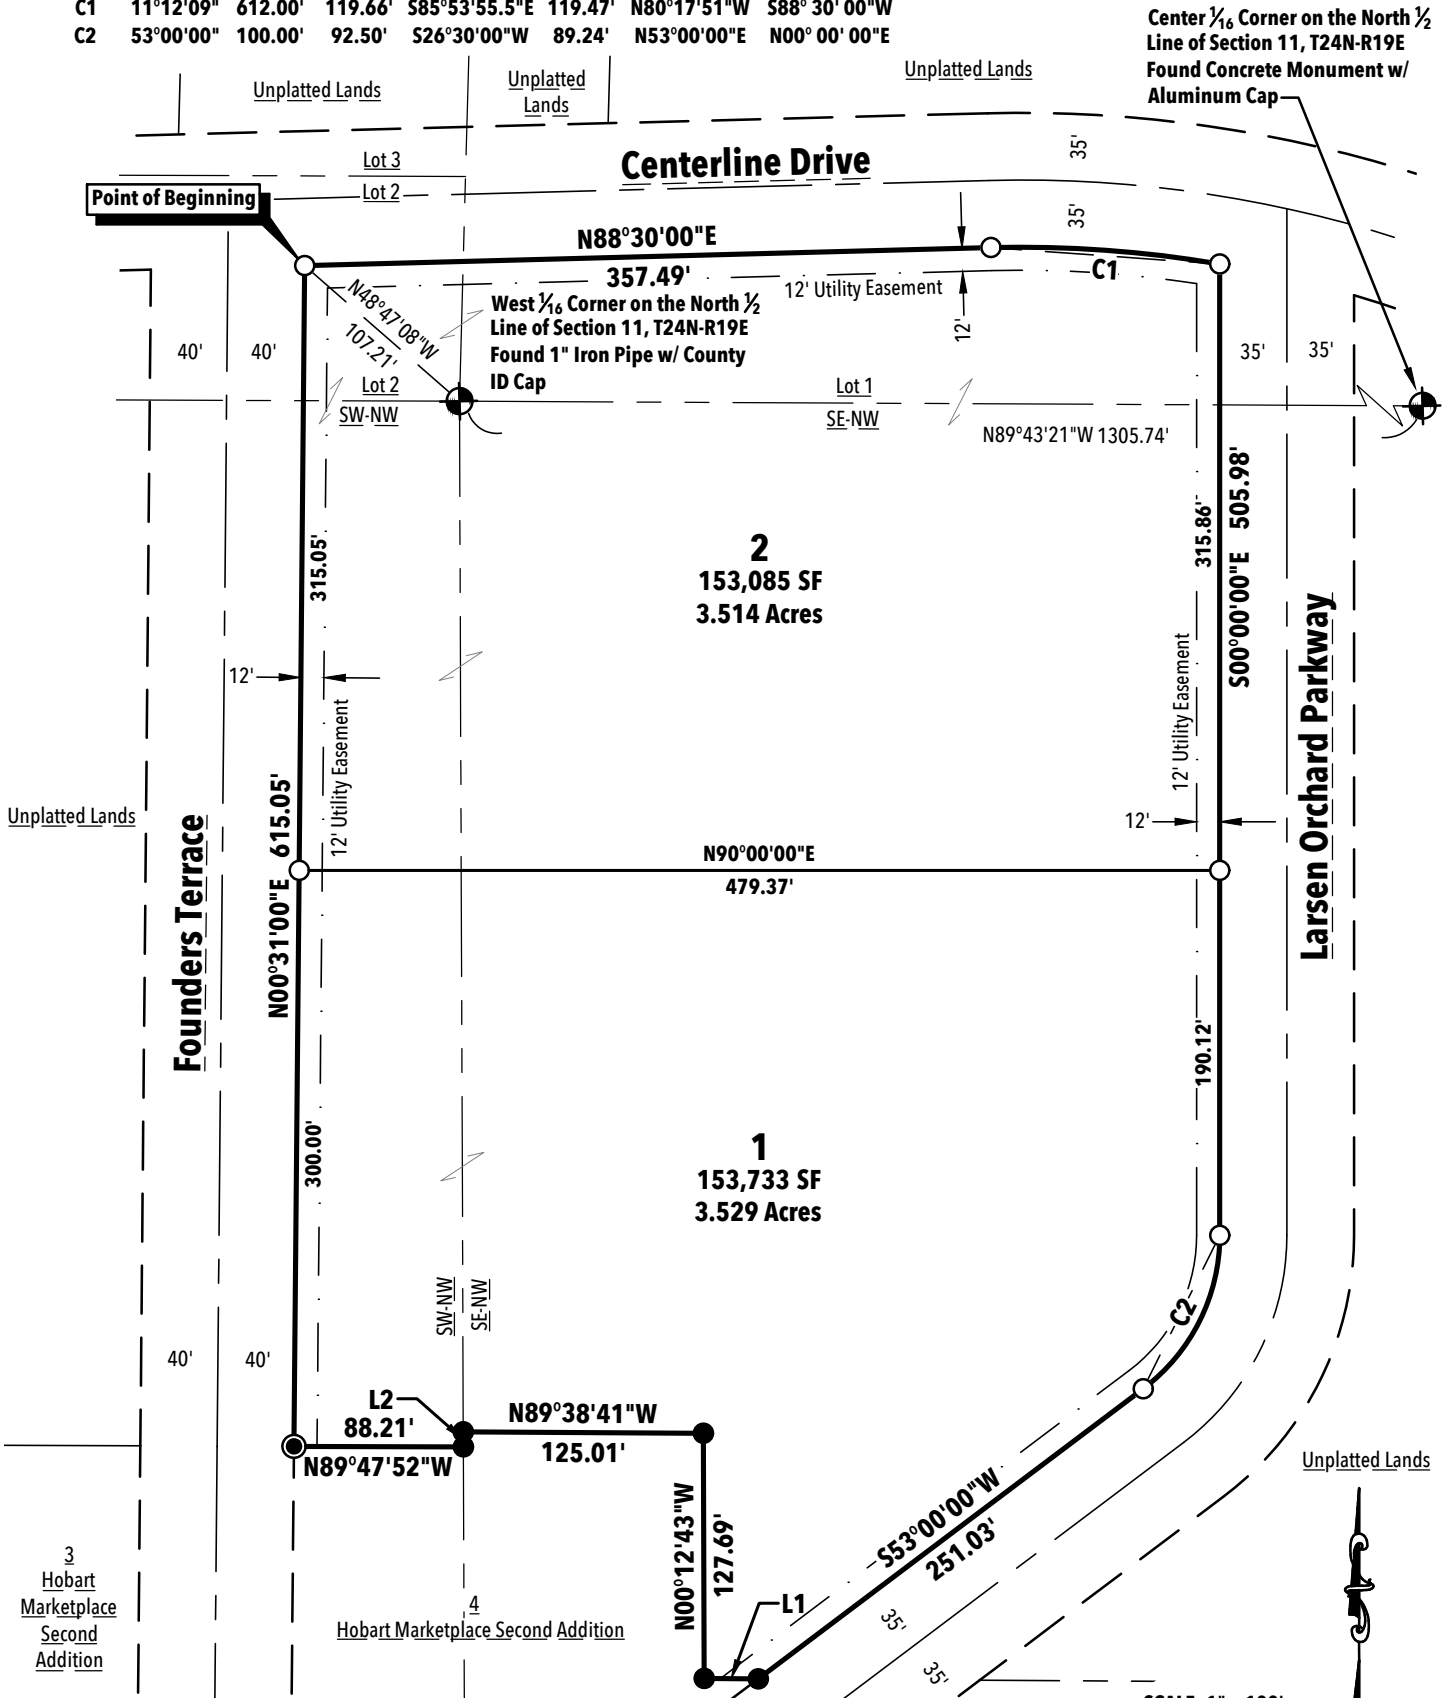 C1 11°12'09" 612.00' 119.66' S85°53'55.5"E 119.47' N80°17'51"W S88° 30' 00"W
C2 53°00'00" 100.00' 92.50' S26°30'00"W 89.24' N53°00'00"E N00° 00' 00"E
Center 1/16 Corner on the North 1/2
Line of Section 11, T24N-R19E
Found Concrete Monument w/
Aluminum Cap
Unplatted Lands
Unplatted
Lands
Unplatted Lands
35'
Lot 3
Centerline Drive
Lot 2
Point of Beginning
35'
N88°30'00"E
357.49'
C1
12' Utility Easement
12'
N48°47'08"W
107.21'
West 1/16 Corner on the North 1/2
Line of Section 11, T24N-R19E
Found 1" Iron Pipe w/ County
ID Cap
40'
40'
35'
35'
Lot 2
SW-NW
Lot 1
SE-NW
N89°43'21"W 1305.74'
315.05'
315.86'
S00°00'00"E 505.98'
2
153,085 SF
3.514 Acres
12'
12' Utility Easement
12' Utility Easement
Larsen Orchard Parkway
Unplatted Lands
Founders Terrace
N00°31'00"E 615.05'
12'
N90°00'00"E
479.37'
190.12'
300.00'
1
153,733 SF
3.529 Acres
SW-NW
SE-NW
C2
40'
40'
L2
88.21'
N89°47'52"W
N89°38'41"W
125.01'
Unplatted Lands
N00°12'43"W
127.69'
S53°00'00"W
251.03'
L1
35'
35'
3
Hobart
Marketplace
Second
Addition
4
Hobart Marketplace Second Addition